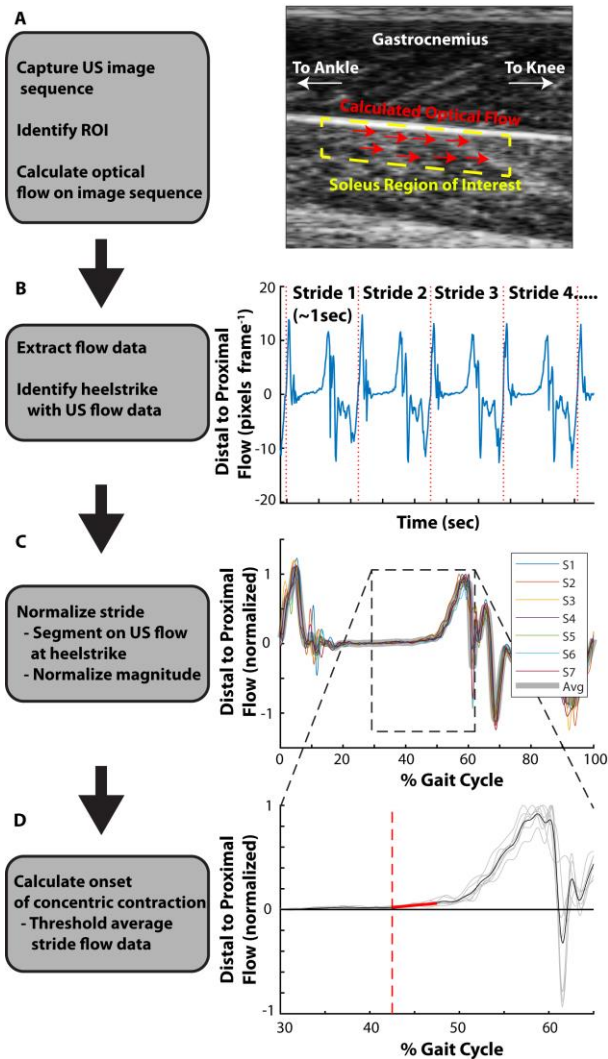 A
Capture US image
sequence
Identify ROI
Calculate optical
flow on image sequence
Gastrocnemius
To Ankle
To Knee
Calculated Optical Flow
Soleus Region of Interest
B
Extract flow data
Identify heelstrike
with US flow data
Distal to Proximal
Flow (pixels frame⁻¹)
20
10
0
-10
-20
Stride 1 Stride 2 Stride 3 Stride 4.....
(~1sec)
Time (sec)
C
Normalize stride
- Segment on US flow
at heelstrike
- Normalize magnitude
Distal to Proximal
Flow (normalized)
1
0
-1
S1
S2
S3
S4
S5
S6
S7
Avg
0 20 40 60 80 100
% Gait Cycle
D
Calculate onset
of concentric contraction
- Threshold average
stride flow data
Distal to Proximal
Flow (normalized)
1
0
-1
30 40 50 60
% Gait Cycle